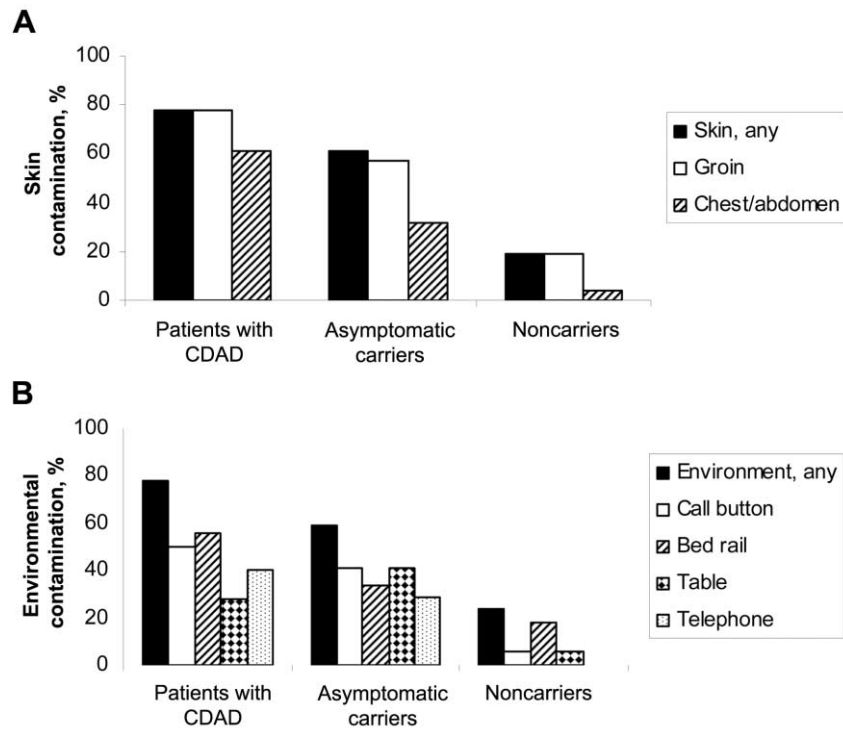 A
100
80
60
40
20
0
Skin
contamination, %
Patients with
CDAD
Asymptomatic
carriers
Noncarriers
Skin, any
Groin
Chest/abdomen
B
100
80
60
40
20
0
Environmental
contamination, %
Patients with
CDAD
Asymptomatic
carriers
Noncarriers
Environment, any
Call button
Bed rail
Table
Telephone